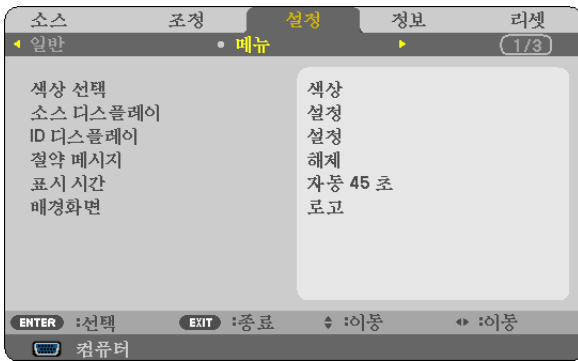 소스 조정 설정 정보 리셋
일반 • 메뉴 (1/3)
색상 선택 색상
소스 디스플레이 설정
ID 디스플레이 설정
절약 메시지 해제
표시 시간 자동 45 초
배경화면 로고
ENTER :선택 EXIT :종료 :이동 :이동
컴퓨터